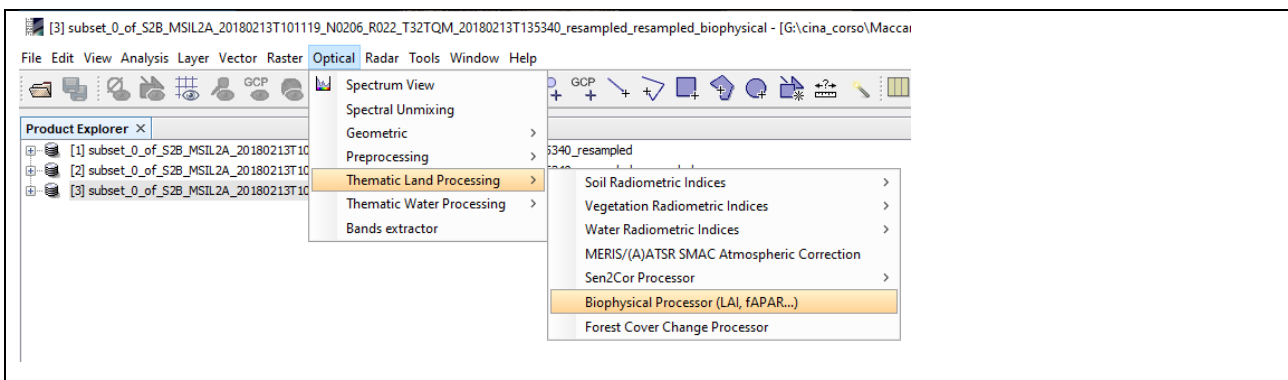 [3] subset_0_of_S2B_MSIL2A_20180213T101119_N0206_R022_T32TQM_20180213T135340_resampled_resampled_biophysical - [G:\cina_corso\Maccar
File Edit View Analysis Layer Vector Raster Optical Radar Tools Window Help
GCP
GCP
Spectrum View
Spectral Unmixing
Geometric
Preprocessing
Thematic Land Processing
Thematic Water Processing
Bands extractor
Product Explorer
[1] subset_0_of_S2B_MSIL2A_20180213T10
5340_resampled
[2] subset_0_of_S2B_MSIL2A_20180213T10
[3] subset_0_of_S2B_MSIL2A_20180213T10
Soil Radiometric Indices
Vegetation Radiometric Indices
Water Radiometric Indices
MERIS/(A)ATSR SMAC Atmospheric Correction
Sen2Cor Processor
Biophysical Processor (LAI, fAPAR...)
Forest Cover Change Processor